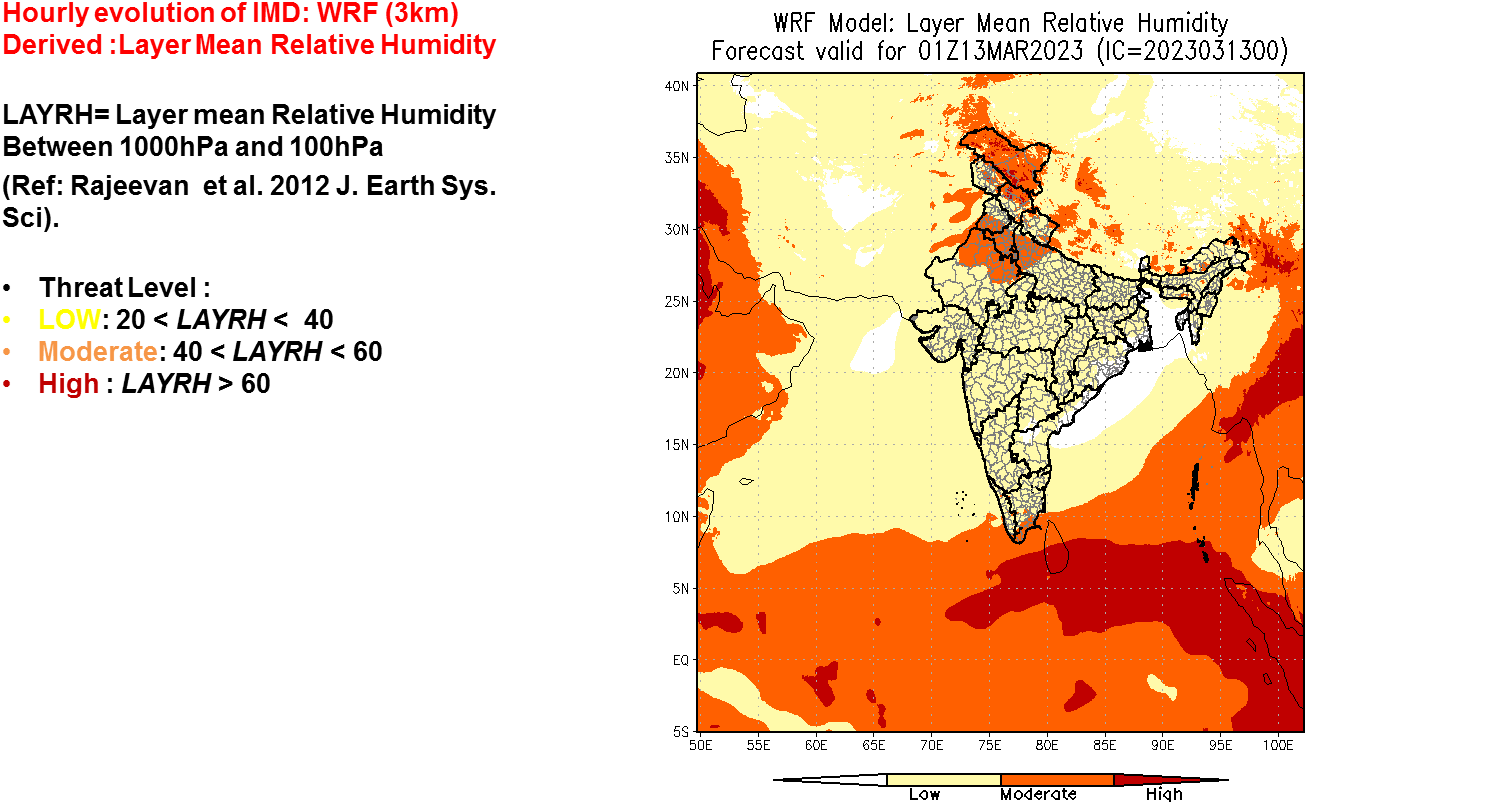 Hourly evolution of IMD: WRF (3km)
Derived :Layer Mean Relative Humidity
LAYRH= Layer mean Relative Humidity
Between 1000hPa and 100hPa
(Ref: Rajeevan et al. 2012 J. Earth Sys.
Sci).
• Threat Level :
• LOW: 20 < LAYRH < 40
• Moderate: 40 < LAYRH < 60
• High : LAYRH > 60
WRF Model: Layer Mean Relative Humidity
Forecast valid for 01Z13MAR2023 (IC=2023031300)
40N
35N
30N
25N
20N
15N
10N
5N
EQ
5S
50E 55E 60E 65E 70E 75E 80E 85E 90E 95E 100E
Low Moderate High